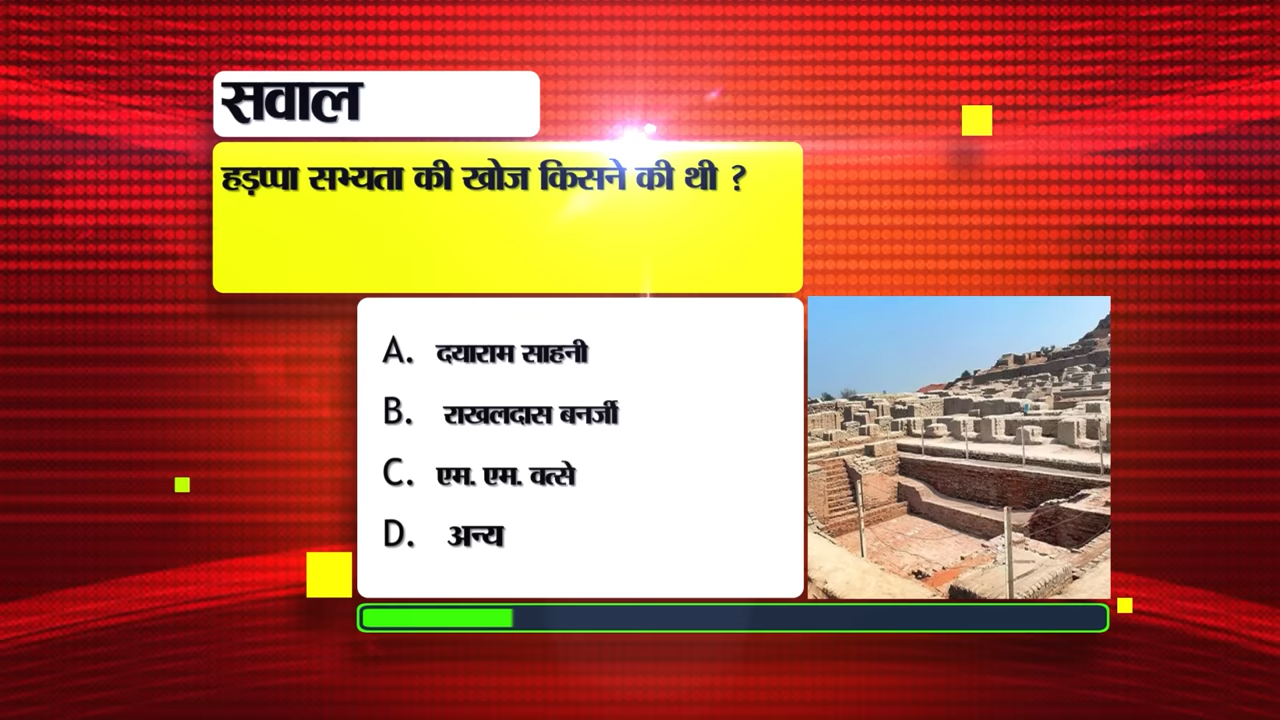 सवाल
हड़प्पा सभ्यता की खोज किसने की थी ?
A. दयाराम साहनी
B. राखलदास बनर्जी
C. एम. एम. वत्से
D. अन्य